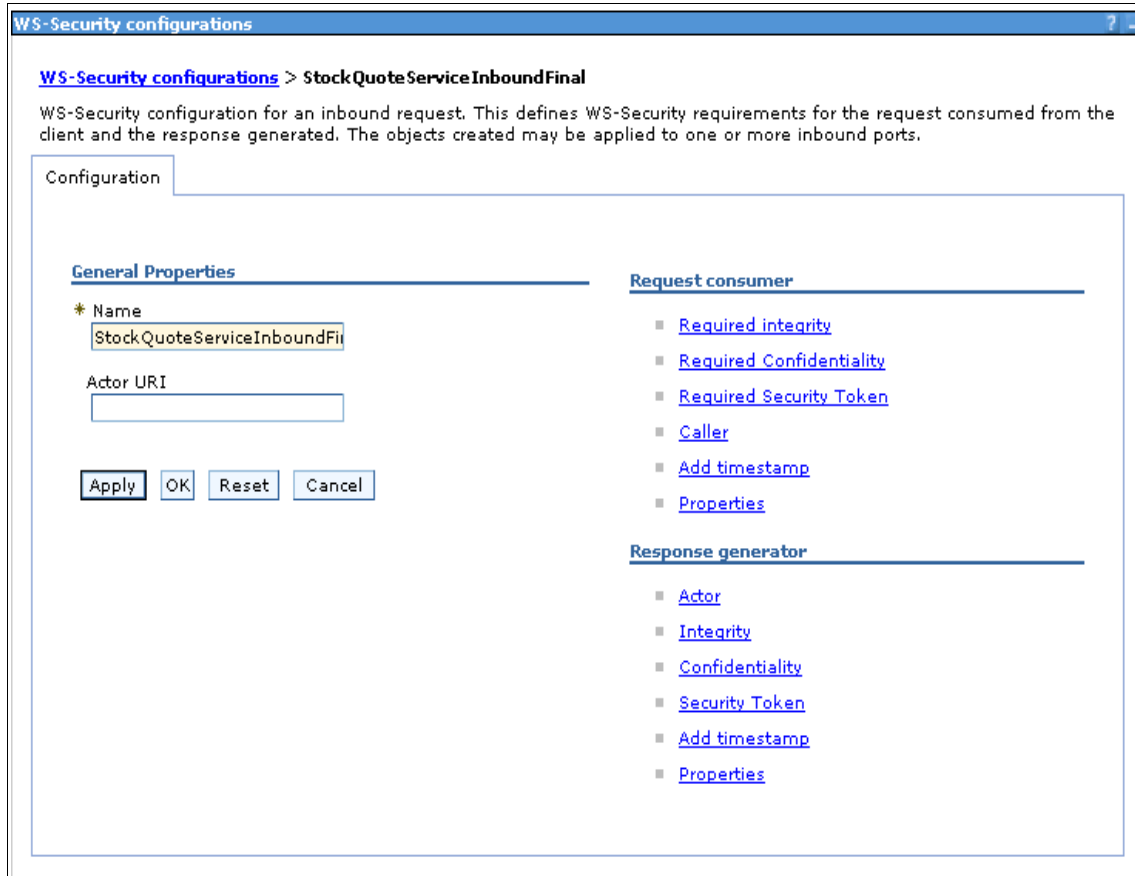 WS-Security configurations ? -
WS-Security configurations > StockQuoteServiceInboundFinal
WS-Security configuration for an inbound request. This defines WS-Security requirements for the request consumed from the
client and the response generated. The objects created may be applied to one or more inbound ports.
Configuration
General Properties
* Name
StockQuoteServiceInboundFi
Actor URI
Apply OK Reset Cancel
Request consumer
Required integrity
Required Confidentiality
Required Security Token
Caller
Add timestamp
Properties
Response generator
Actor
Integrity
Confidentiality
Security Token
Add timestamp
Properties